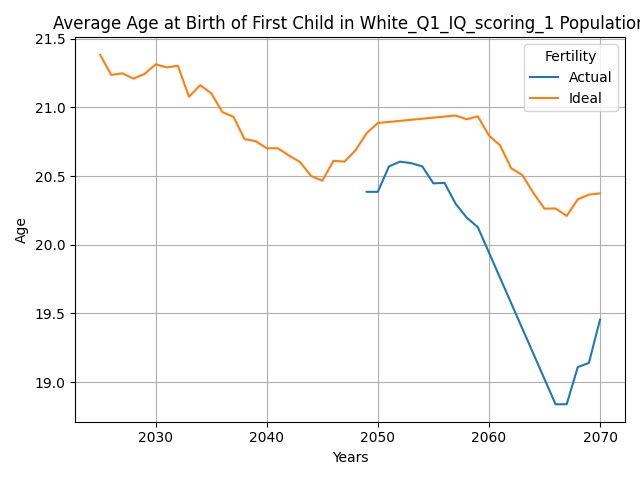 Average Age at Birth of First Child in White_Q1_IQ_scoring_1 Population
21.5
21.0
20.5
20.0
19.5
19.0
Age
Fertility
Actual
Ideal
2030 2040 2050 2060 2070
Years